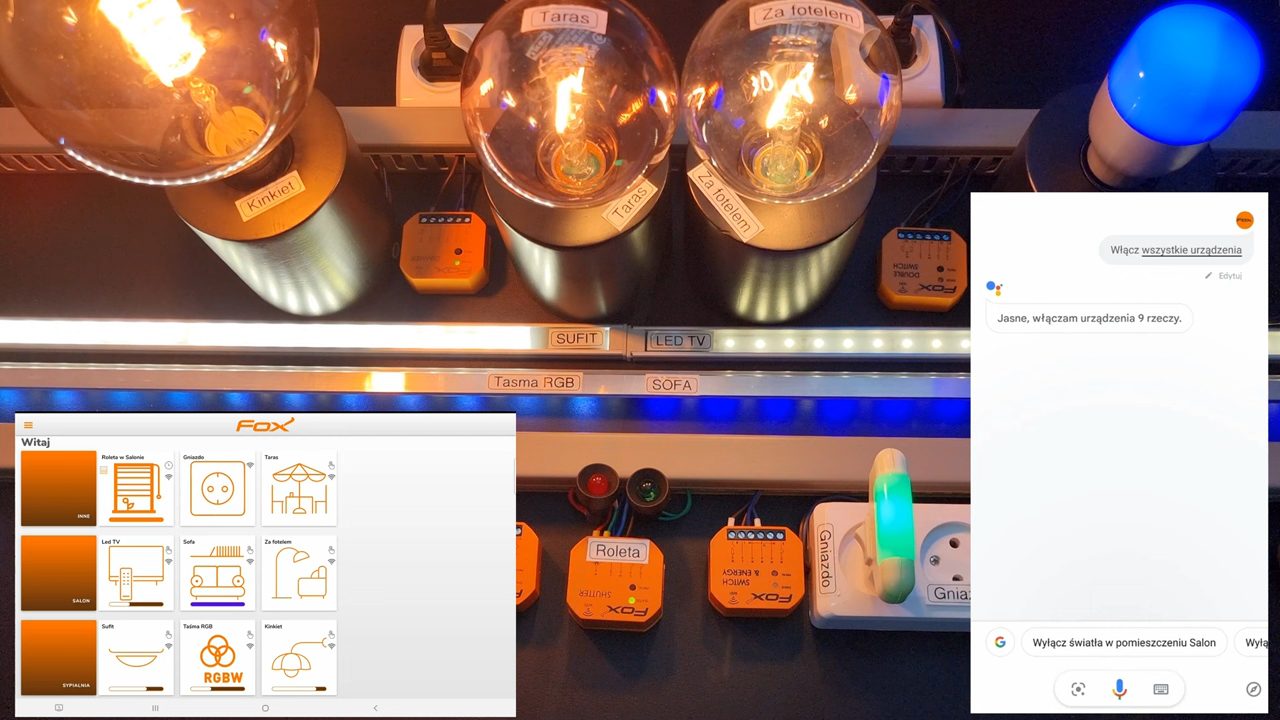 Taras
Za fotelem
Kinkiet
Taras
Za fotelem
DOUBLE
SWITCH
FOX
SUFIT
LED TV
Tasma RGB
SOFA
Włącz wszystkie urządzenia
Edytuj
Jasne, włączam urządzenia 9 rzeczy.
Wyłącz światła w pomieszczeniu Salon
Wyłą
FOX
Witaj
Roleta w Salonie
Gniazdo
Taras
INNE
Led TV
Sofa
Za fotelem
SALON
Sufit
Taśma RGB
Kinkiet
RGBW
SYPIALNIA
Roleta
SHUTTER
FOX
SWITCH
& ENERGY
FOX
Gniazdo
Gniaz